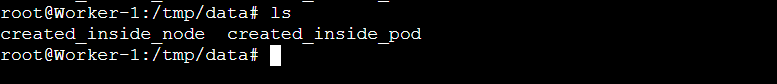 root@Worker-1:/tmp/data# ls
created_inside_node  created_inside_pod
root@Worker-1:/tmp/data#